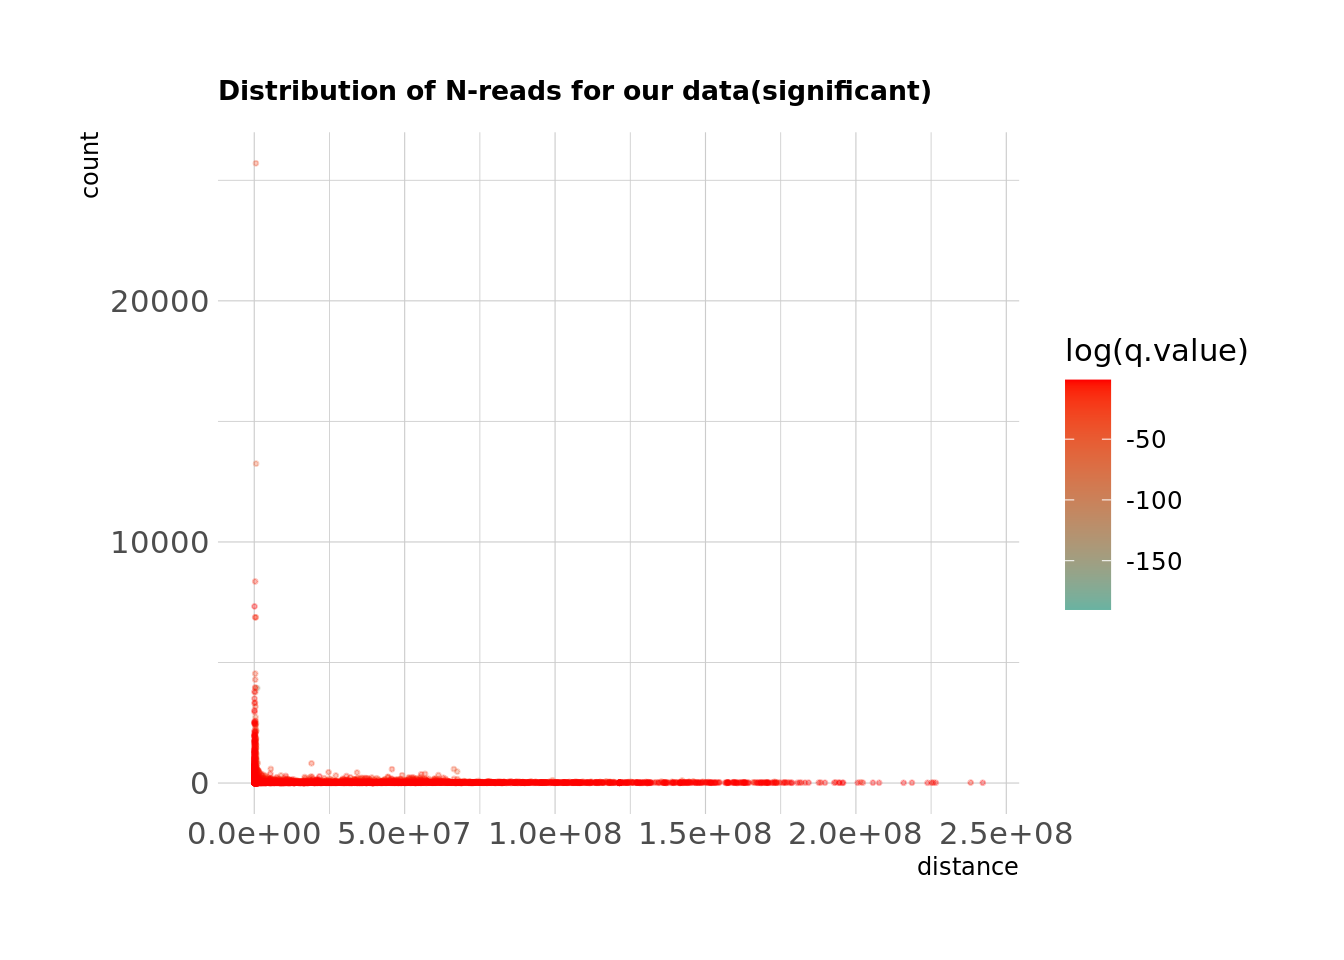 Distribution of N-reads for our data(significant)
count
20000
10000
0
0.0e+00 5.0e+07 1.0e+08 1.5e+08 2.0e+08 2.5e+08
distance
log(q.value)
-50
-100
-150